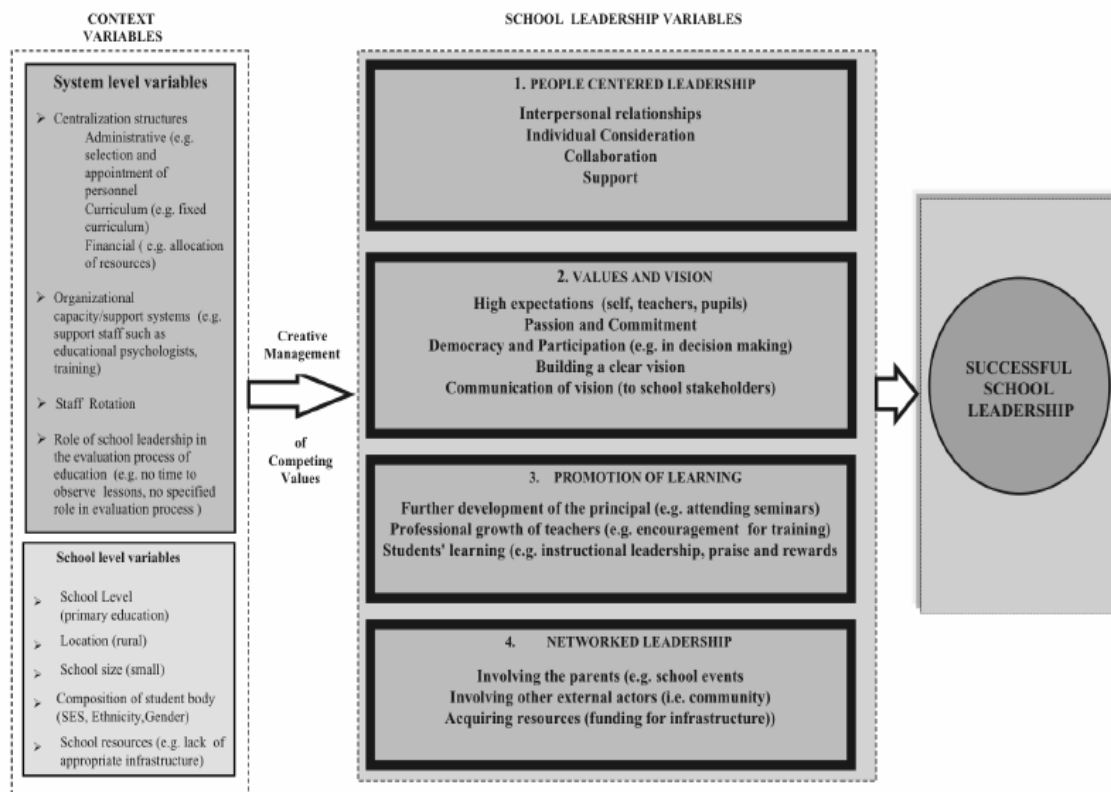 CONTEXT
VARIABLES
System level variables
Centralization structures
Administrative (e.g.
selection and
appointment of
personnel
Curriculum (e.g. fixed
curriculum)
Financial ( e.g. allocation
of resources)
Organizational
capacity/support systems (e.g.
support staff such as
educational psychologists,
training)
Staff Rotation
Role of school leadership in
the evaluation process of
education (e.g. no time to
observe lessons, no specified
role in evaluation process )
School level variables
School Level
(primary education)
Location (rural)
School size (small)
Composition of student body
(SES, Ethnicity,Gender)
School resources (e.g. lack of
appropriate infrastructure)
Creative
Management
of
Competing
Values
SCHOOL LEADERSHIP VARIABLES
1. PEOPLE CENTERED LEADERSHIP
Interpersonal relationships
Individual Consideration
Collaboration
Support
2. VALUES AND VISION
High expectations (self, teachers, pupils)
Passion and Commitment
Democracy and Participation (e.g. in decision making)
Building a clear vision
Communication of vision (to school stakeholders)
3. PROMOTION OF LEARNING
Further development of the principal (e.g. attending seminars)
Professional growth of teachers (e.g. encouragement for training)
Students' learning (e.g. instructional leadership, praise and rewards
4. NETWORKED LEADERSHIP
Involving the parents (e.g. school events
Involving other external actors (i.e. community)
Acquiring resources (funding for infrastructure))
SUCCESSFUL
SCHOOL
LEADERSHIP